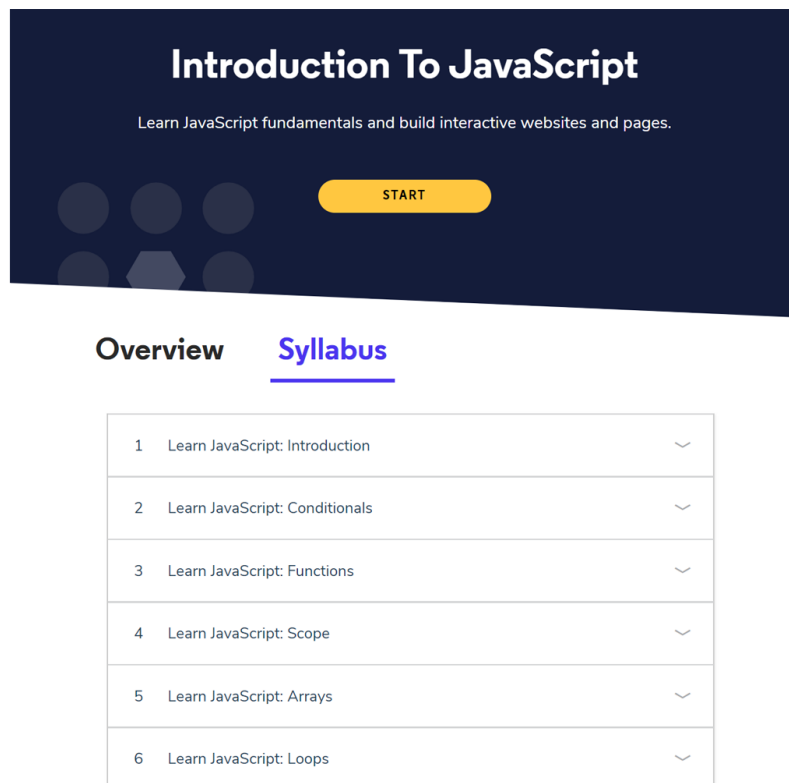 Introduction To JavaScript
Learn JavaScript fundamentals and build interactive websites and pages.
START
Overview Syllabus
1 Learn JavaScript: Introduction
2 Learn JavaScript: Conditionals
3 Learn JavaScript: Functions
4 Learn JavaScript: Scope
5 Learn JavaScript: Arrays
6 Learn JavaScript: Loops